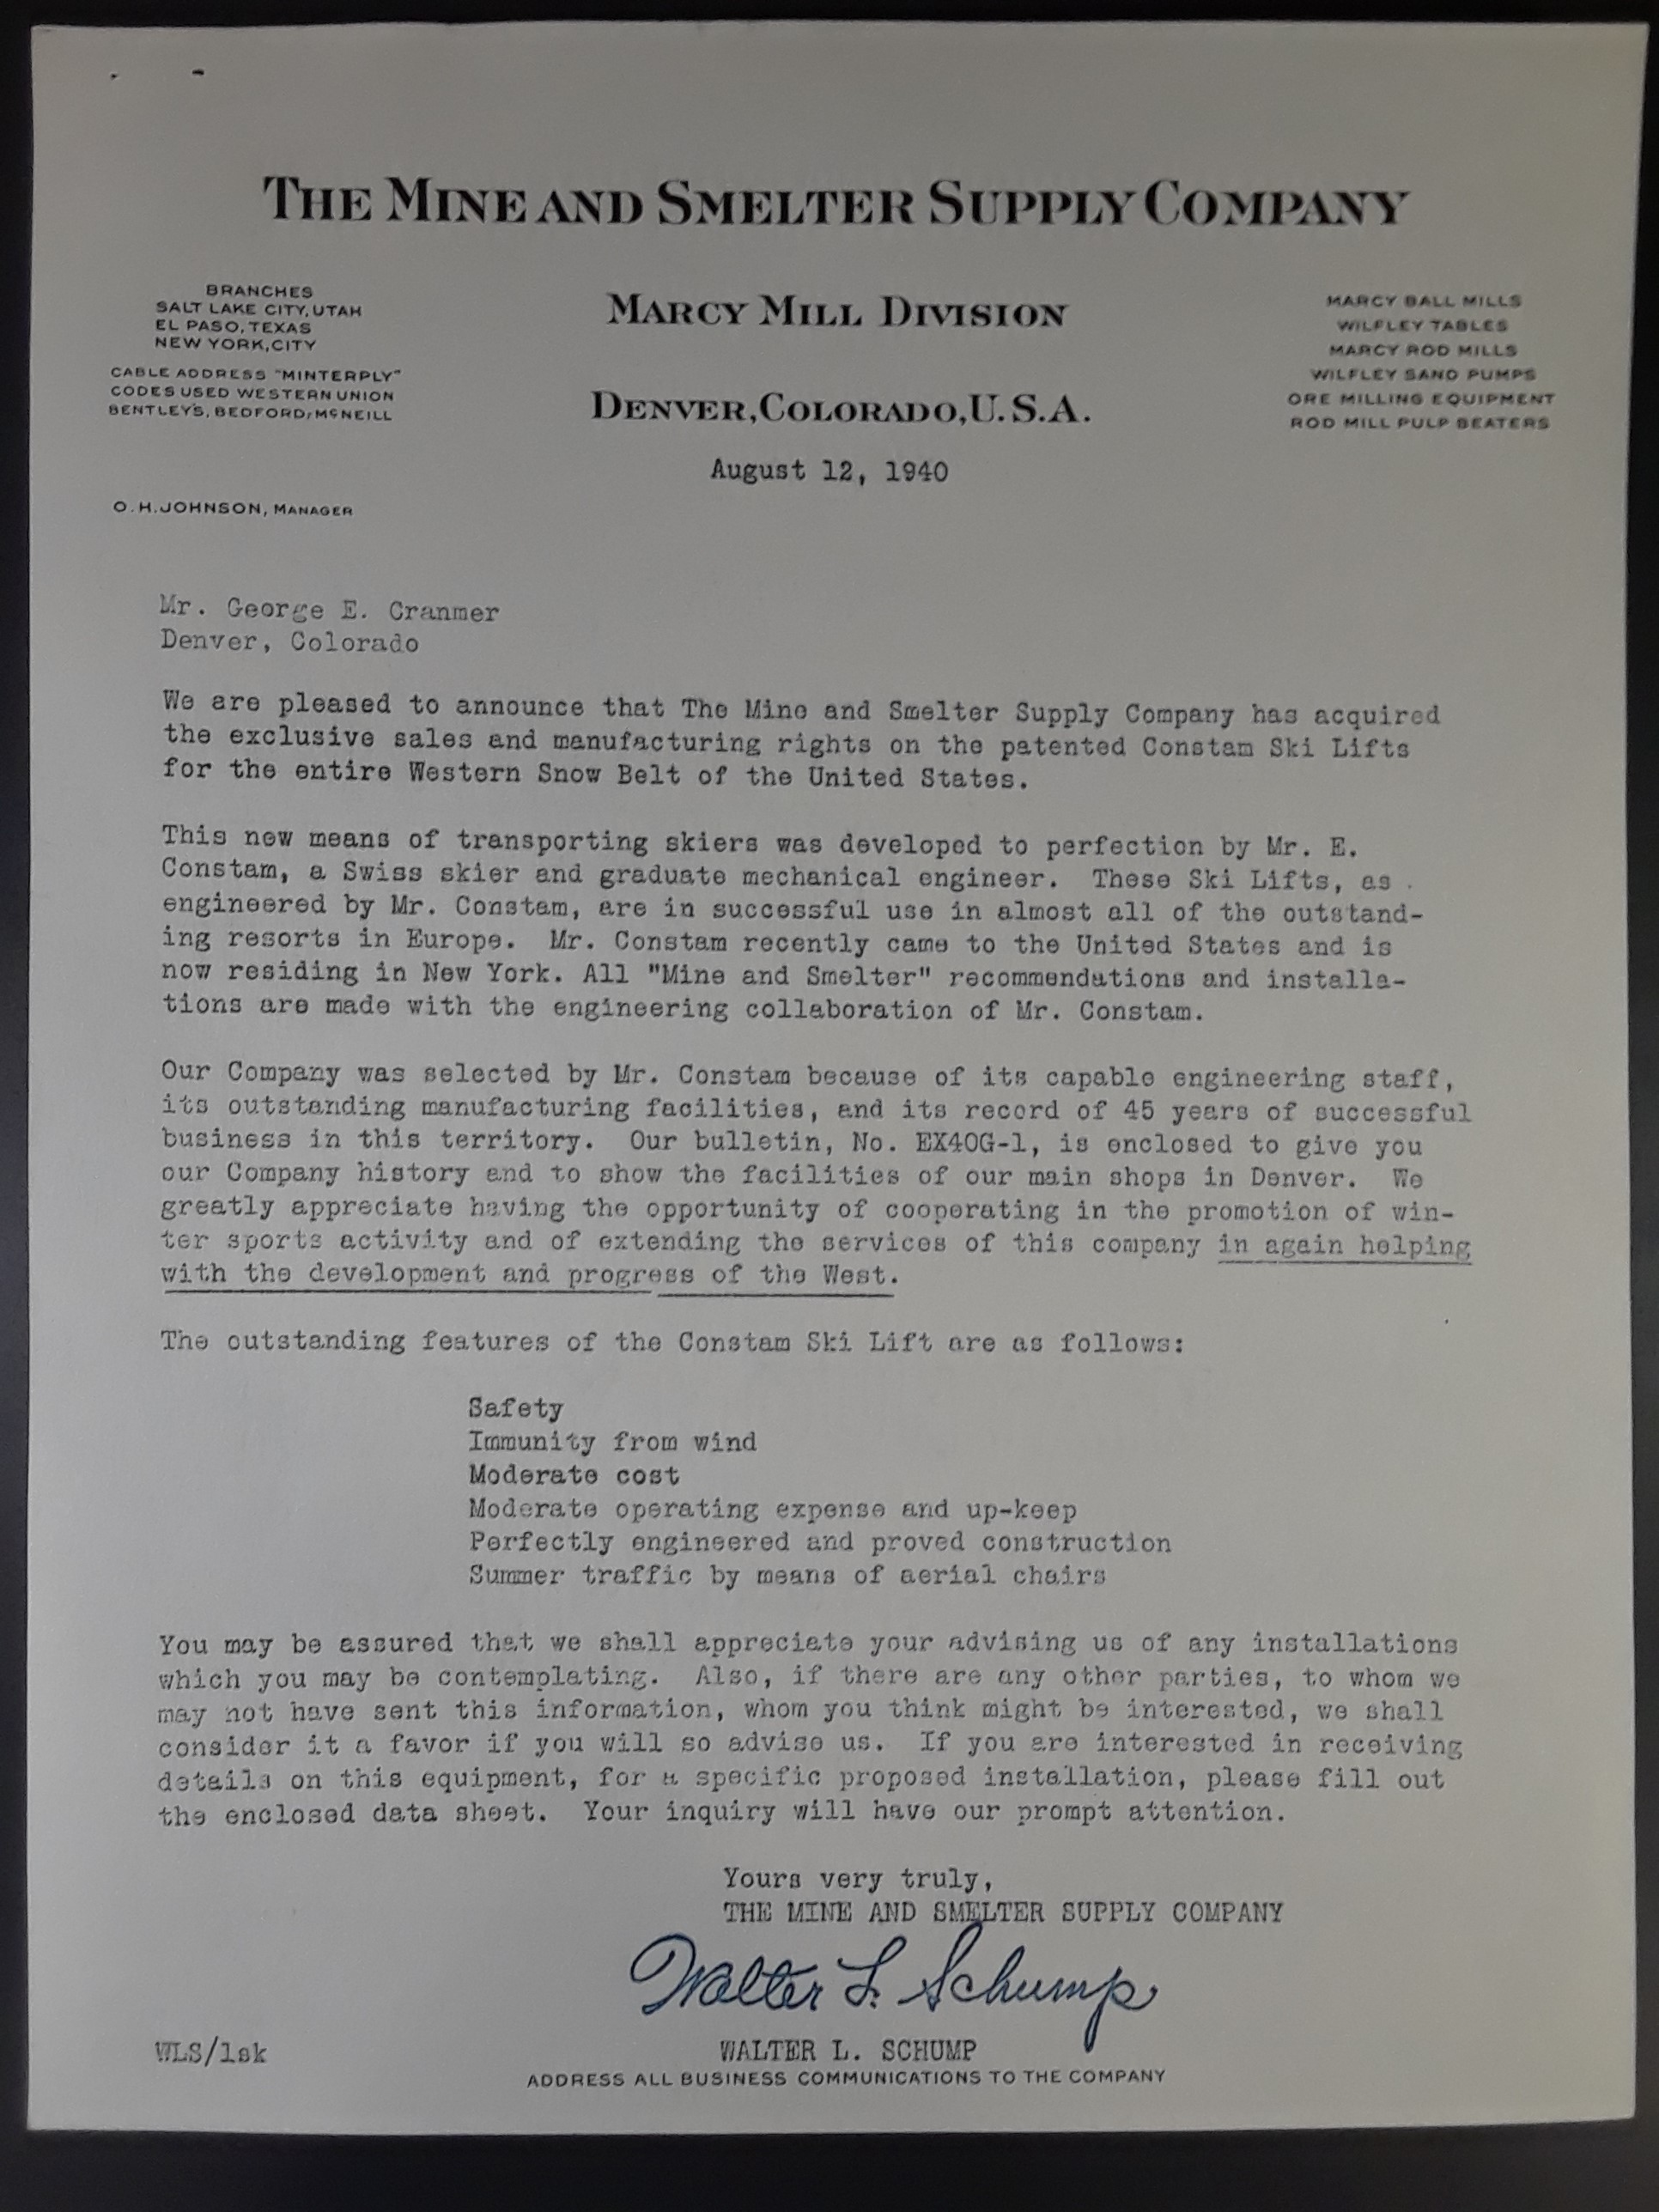 THE MINE AND SMELTER SUPPLY COMPANY
BRANCHES
SALT LAKE CITY, UTAH
EL PASO, TEXAS
NEW YORK, CITY
CABLE ADDRESS "MINTERPLY"
CODES USED WESTERN UNION
BENTLEY'S, BEDFORD, McNEILL
MARCY MILL DIVISION
DENVER, COLORADO, U.S.A.
MARCY BALL MILLS
WILFLEY TABLES
MARCY ROD MILLS
WILFLEY SAND PUMPS
ORE MILLING EQUIPMENT
ROD MILL PULP BEATERS
August 12, 1940
O.H. JOHNSON, MANAGER
Mr. George E. Cranmer
Denver, Colorado
We are pleased to announce that The Mine and Smelter Supply Company has acquired
the exclusive sales and manufacturing rights on the patented Constam Ski Lifts
for the entire Western Snow Belt of the United States.
This new means of transporting skiers was developed to perfection by Mr. E.
Constam, a Swiss skier and graduate mechanical engineer. These Ski Lifts, as
engineered by Mr. Constam, are in successful use in almost all of the outstand-
ing resorts in Europe. Mr. Constam recently came to the United States and is
now residing in New York. All "Mine and Smelter" recommendations and installa-
tions are made with the engineering collaboration of Mr. Constam.
Our Company was selected by Mr. Constam because of its capable engineering staff,
its outstanding manufacturing facilities, and its record of 45 years of successful
business in this territory. Our bulletin, No. EX40G-1, is enclosed to give you
our Company history and to show the facilities of our main shops in Denver. We
greatly appreciate having the opportunity of cooperating in the promotion of win-
ter sports activity and of extending the services of this company in again helping
with the development and progress of the West.
The outstanding features of the Constam Ski Lift are as follows:
Safety
Immunity from wind
Moderate cost
Moderate operating expense and up-keep
Perfectly engineered and proved construction
Summer traffic by means of aerial chairs
You may be assured that we shall appreciate your advising us of any installations
which you may be contemplating. Also, if there are any other parties, to whom we
may not have sent this information, whom you think might be interested, we shall
consider it a favor if you will so advise us. If you are interested in receiving
details on this equipment, for a specific proposed installation, please fill out
the enclosed data sheet. Your inquiry will have our prompt attention.
Yours very truly,
THE MINE AND SMELTER SUPPLY COMPANY
Walter L. Schump
WLS/lsk
WALTER L. SCHUMP
ADDRESS ALL BUSINESS COMMUNICATIONS TO THE COMPANY